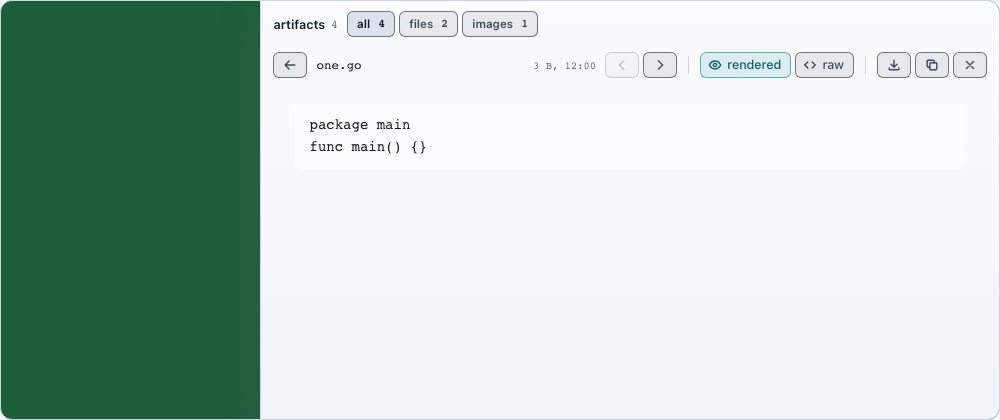 artifacts 4 all 4 files 2 images 1
one.go 3 B, 12:00 rendered raw
package main
func main() {}